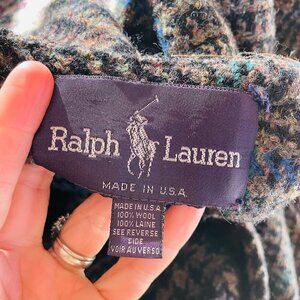 Ralph Lauren
MADE IN U.S.A.
MADE IN U.S.A
100% WOOL
100% LAINE
SEE REVERSE
SIDE
VOIR AU VERSO